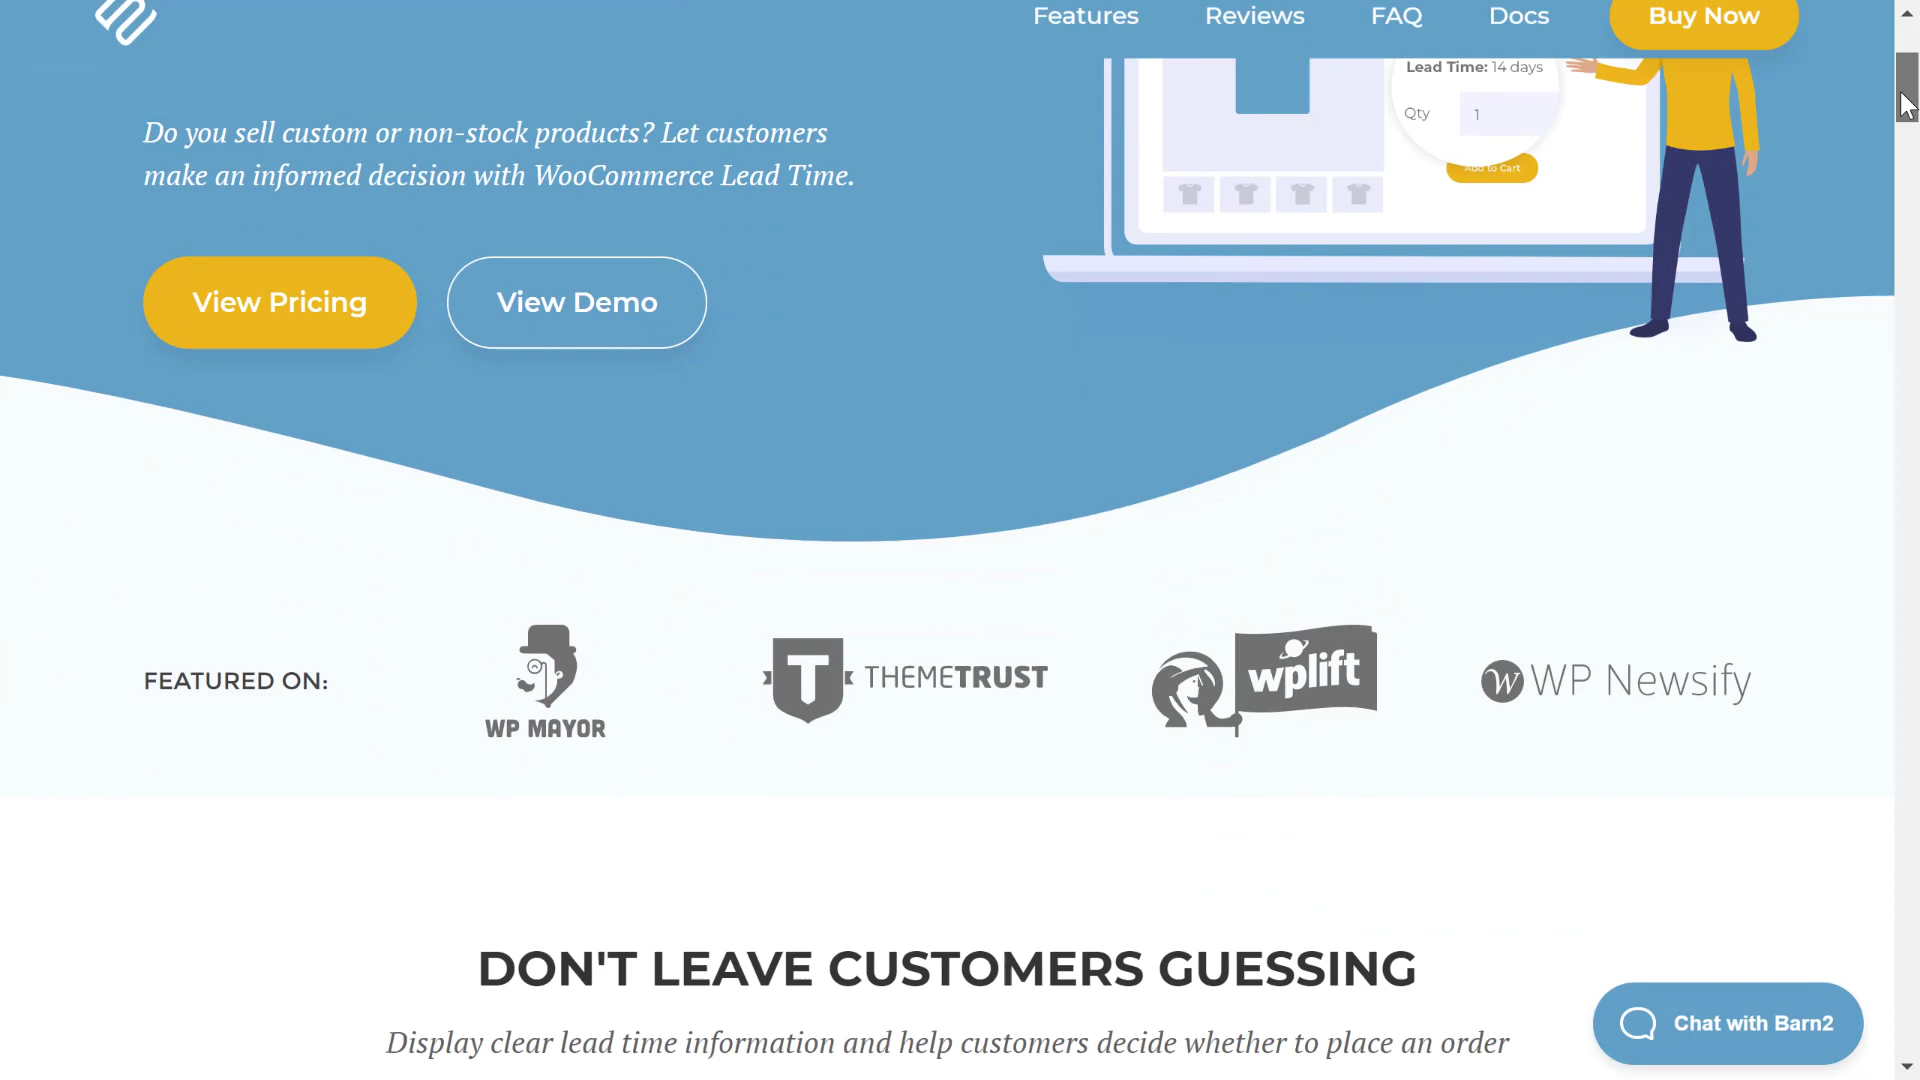 Features Reviews FAQ Docs Buy Now
Lead Time: 14 days
Qty 1
Add to Cart
Do you sell custom or non-stock products? Let customers
make an informed decision with WooCommerce Lead Time.
View Pricing View Demo
FEATURED ON:
WP MAYOR
T THEMETRUST
wplift
W WP Newsify
DON'T LEAVE CUSTOMERS GUESSING
Display clear lead time information and help customers decide whether to place an order
Chat with Barn2